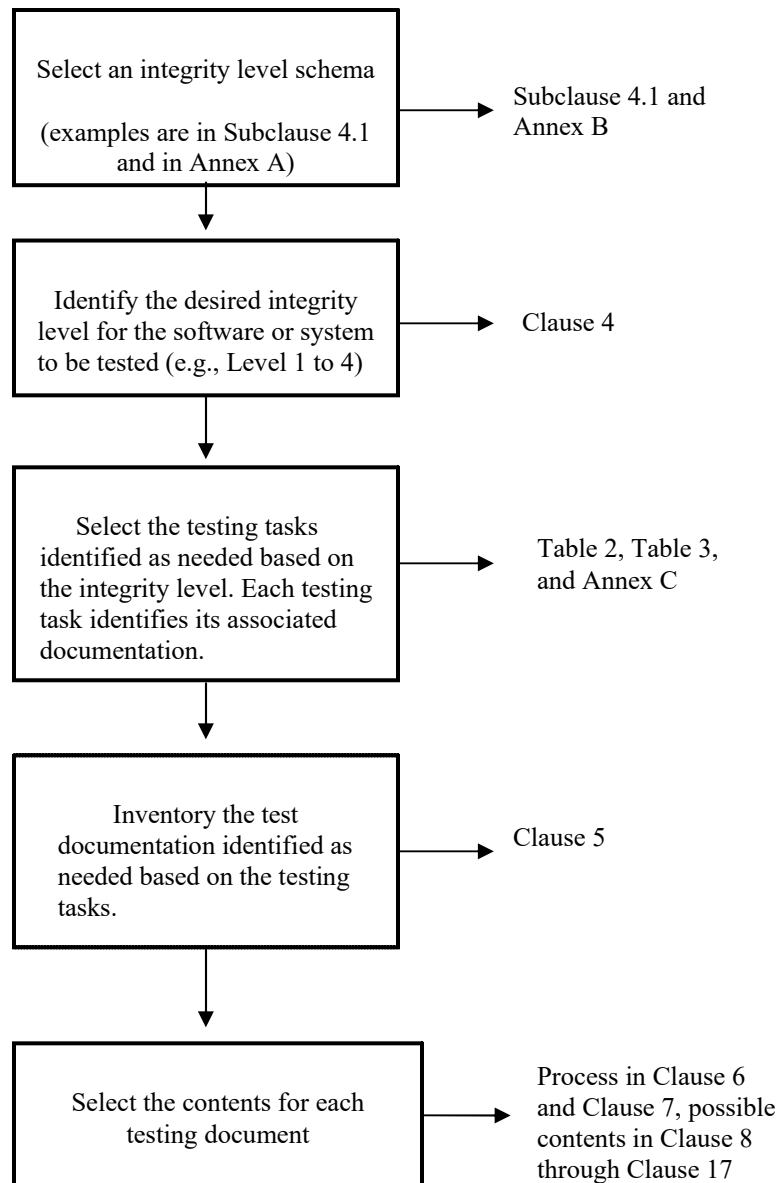 Select an integrity level schema
(examples are in Subclause 4.1
and in Annex A)
Subclause 4.1 and
Annex B
Identify the desired integrity
level for the software or system
to be tested (e.g., Level 1 to 4)
Clause 4
Select the testing tasks
identified as needed based on
the integrity level. Each testing
task identifies its associated
documentation.
Table 2, Table 3,
and Annex C
Inventory the test
documentation identified as
needed based on the testing
tasks.
Clause 5
Select the contents for each
testing document
Process in Clause 6
and Clause 7, possible
contents in Clause 8
through Clause 17